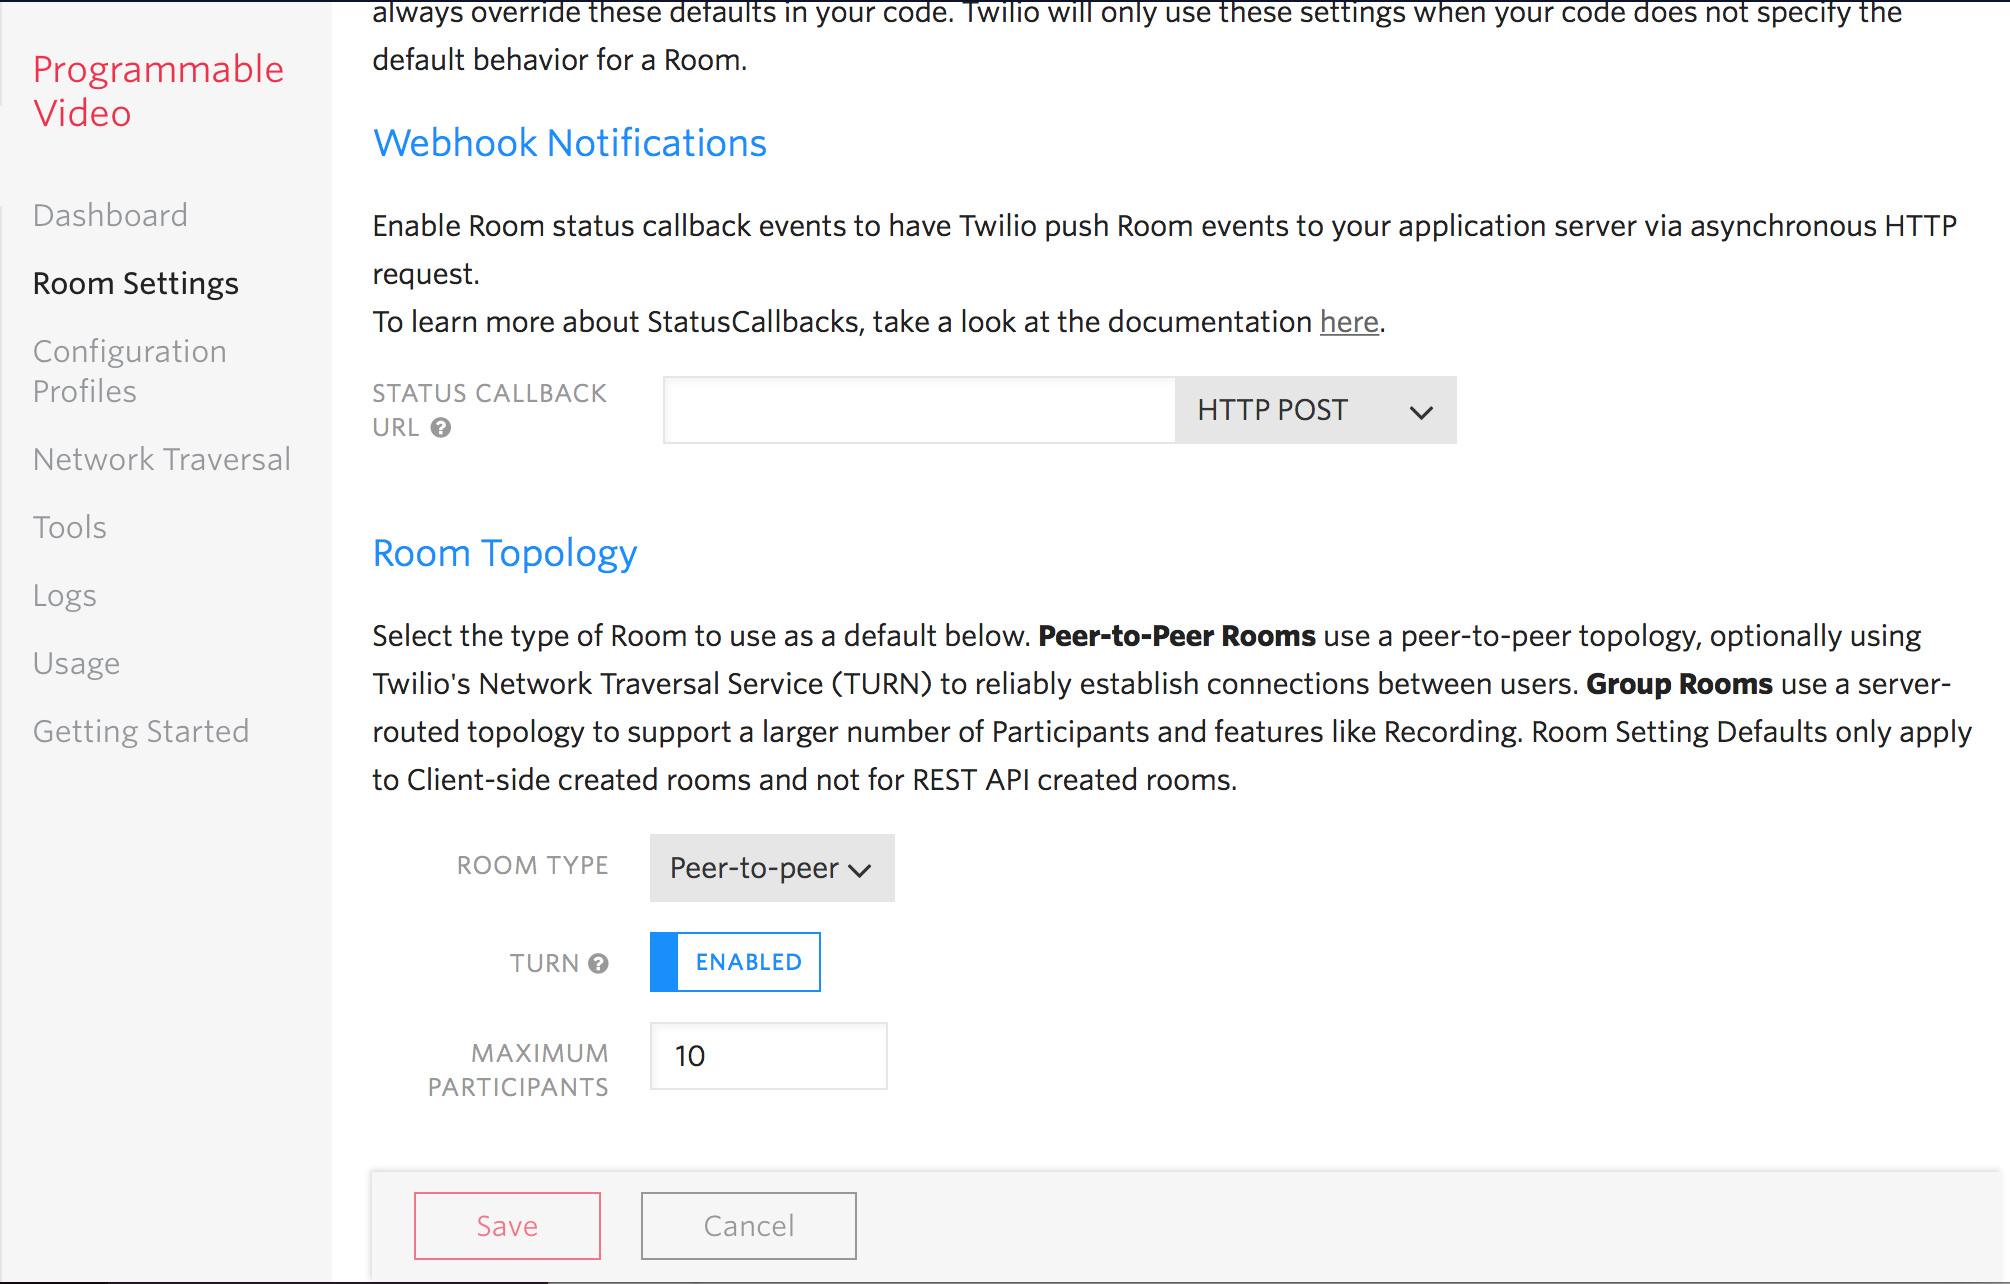 always override these defaults in your code. Twilio will only use these settings when your code does not specify the
default behavior for a Room.
Programmable
Video
Dashboard
Room Settings
Configuration
Profiles
Network Traversal
Tools
Logs
Usage
Getting Started
Webhook Notifications
Enable Room status callback events to have Twilio push Room events to your application server via asynchronous HTTP
request.
To learn more about StatusCallbacks, take a look at the documentation here.
STATUS CALLBACK
URL ?
HTTP POST
Room Topology
Select the type of Room to use as a default below. Peer-to-Peer Rooms use a peer-to-peer topology, optionally using
Twilio's Network Traversal Service (TURN) to reliably establish connections between users. Group Rooms use a server-
routed topology to support a larger number of Participants and features like Recording. Room Setting Defaults only apply
to Client-side created rooms and not for REST API created rooms.
ROOM TYPE
Peer-to-peer
TURN ?
ENABLED
MAXIMUM
PARTICIPANTS
10
Save
Cancel